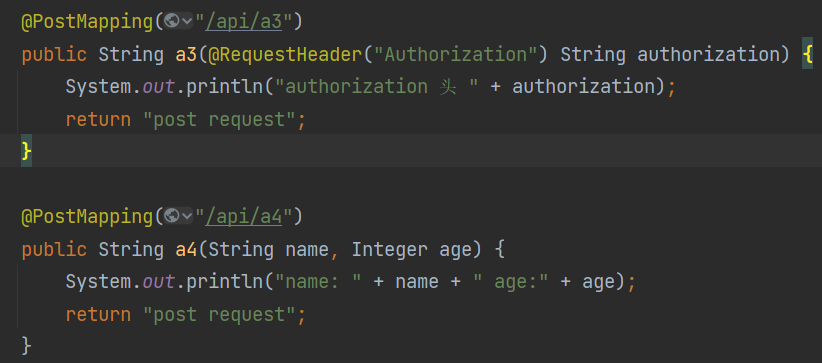 @PostMapping("/api/a3")
public String a3(@RequestHeader("Authorization") String authorization) {
    System.out.println("authorization 头 " + authorization);
    return "post request";
}
@PostMapping("/api/a4")
public String a4(String name, Integer age) {
    System.out.println("name: " + name + " age:" + age);
    return "post request";
}